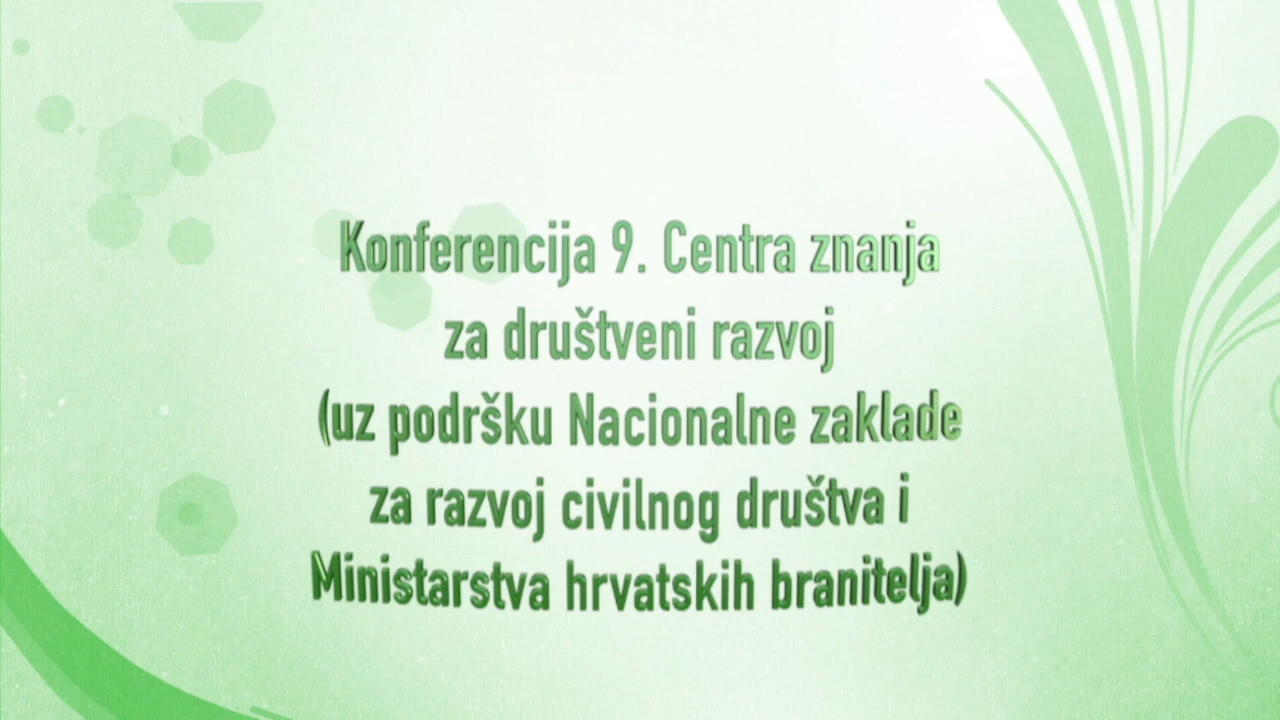 Konferencija 9. Centra znanja
za društveni razvoj
(uz podršku Nacionalne zaklade
za razvoj civilnog društva i
Ministarstva hrvatskih branitelja)